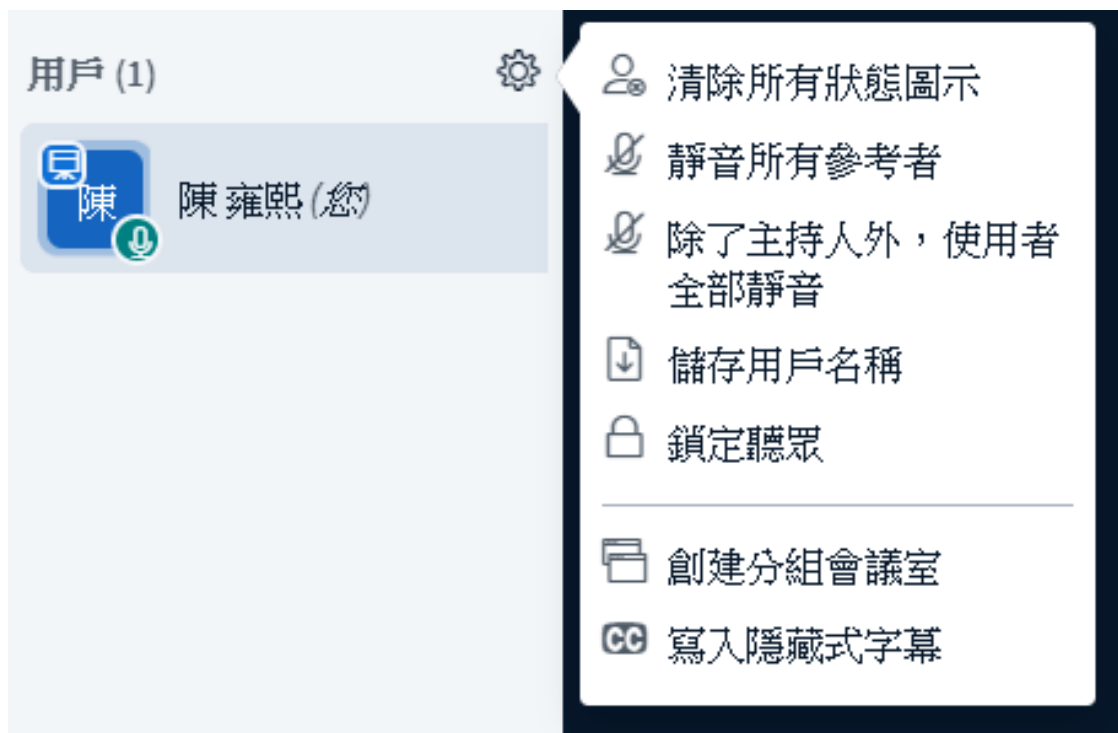 用戶 (1)
陳
陳 雍熙 (您)
清除所有狀態圖示
靜音所有參考者
除了主持人外，使用者
全部靜音
儲存用戶名稱
鎖定聽眾
創建分組會議室
CC 寫入隱藏式字幕